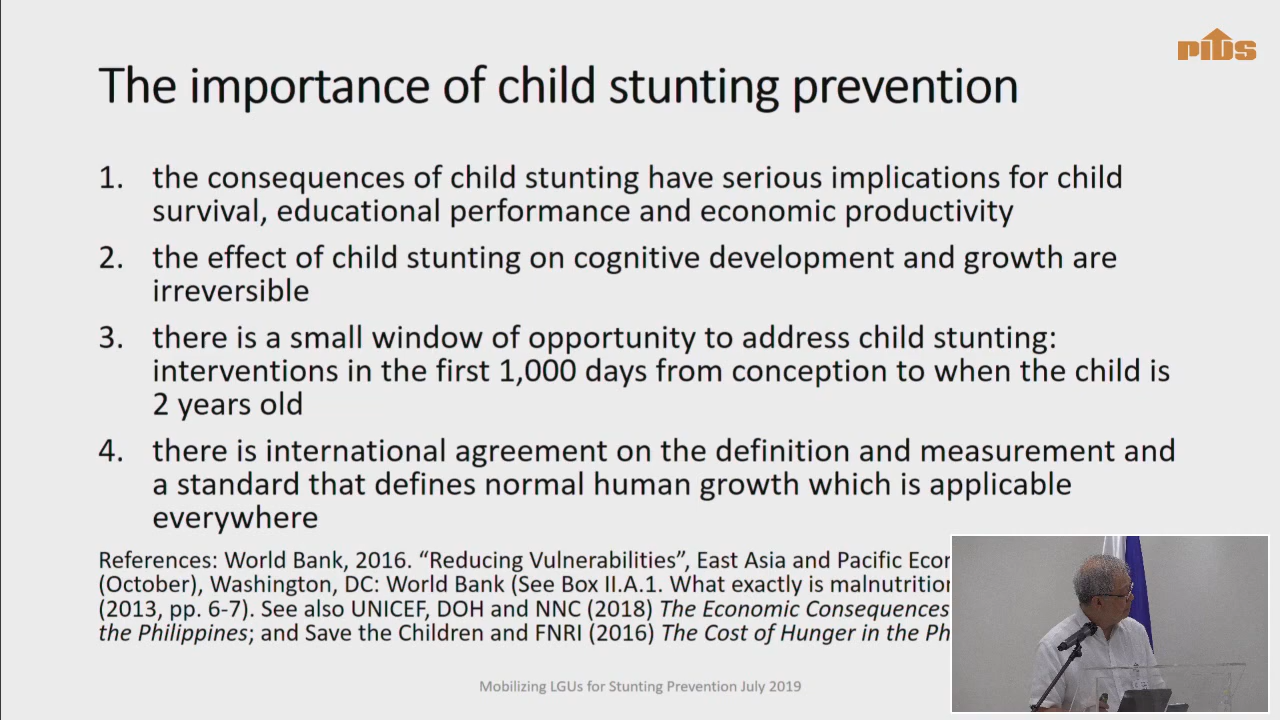 PIDS
The importance of child stunting prevention
1. the consequences of child stunting have serious implications for child
survival, educational performance and economic productivity
2. the effect of child stunting on cognitive development and growth are
irreversible
3. there is a small window of opportunity to address child stunting:
interventions in the first 1,000 days from conception to when the child is
2 years old
4. there is international agreement on the definition and measurement and
a standard that defines normal human growth which is applicable
everywhere
References: World Bank, 2016. “Reducing Vulnerabilities”, East Asia and Pacific
(October), Washington, DC: World Bank (See Box II.A.1. What exactly is malnutrition
(2013, pp. 6-7). See also UNICEF, DOH and NNC (2018) The Economic Consequences
the Philippines; and Save the Children and FNRI (2016) The Cost of Hunger in the
Mobilizing LGUs for Stunting Prevention July 2019